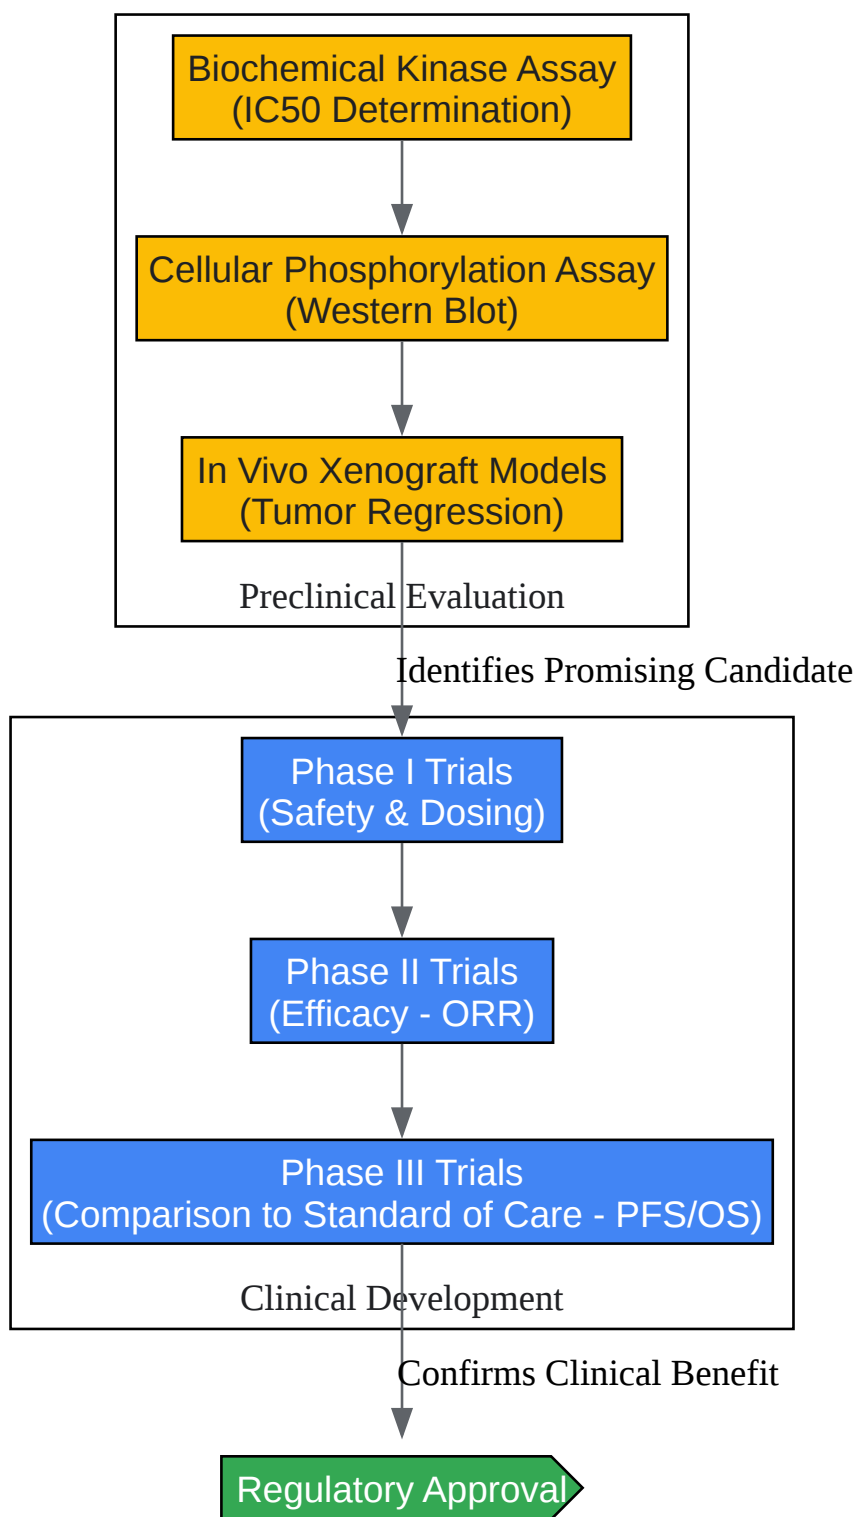 Biochemical Kinase Assay
(IC50 Determination)
Cellular Phosphorylation Assay
(Western Blot)
In Vivo Xenograft Models
(Tumor Regression)
Preclinical Evaluation
Identifies Promising Candidate
Phase I Trials
(Safety & Dosing)
Phase II Trials
(Efficacy - ORR)
Phase III Trials
(Comparison to Standard of Care - PFS/OS)
Clinical Development
Confirms Clinical Benefit
Regulatory Approval